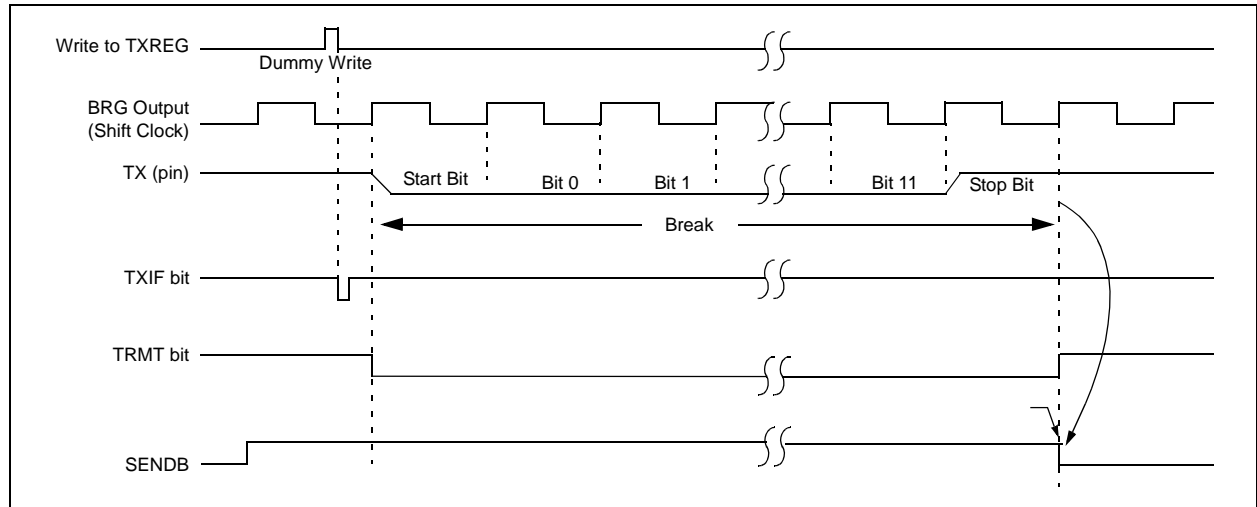 Write to TXREG
Dummy Write
BRG Output
(Shift Clock)
TX (pin)
Start Bit
Bit 0
Bit 1
Bit 11
Stop Bit
Break
TXIF bit
TRMT bit
SENDB